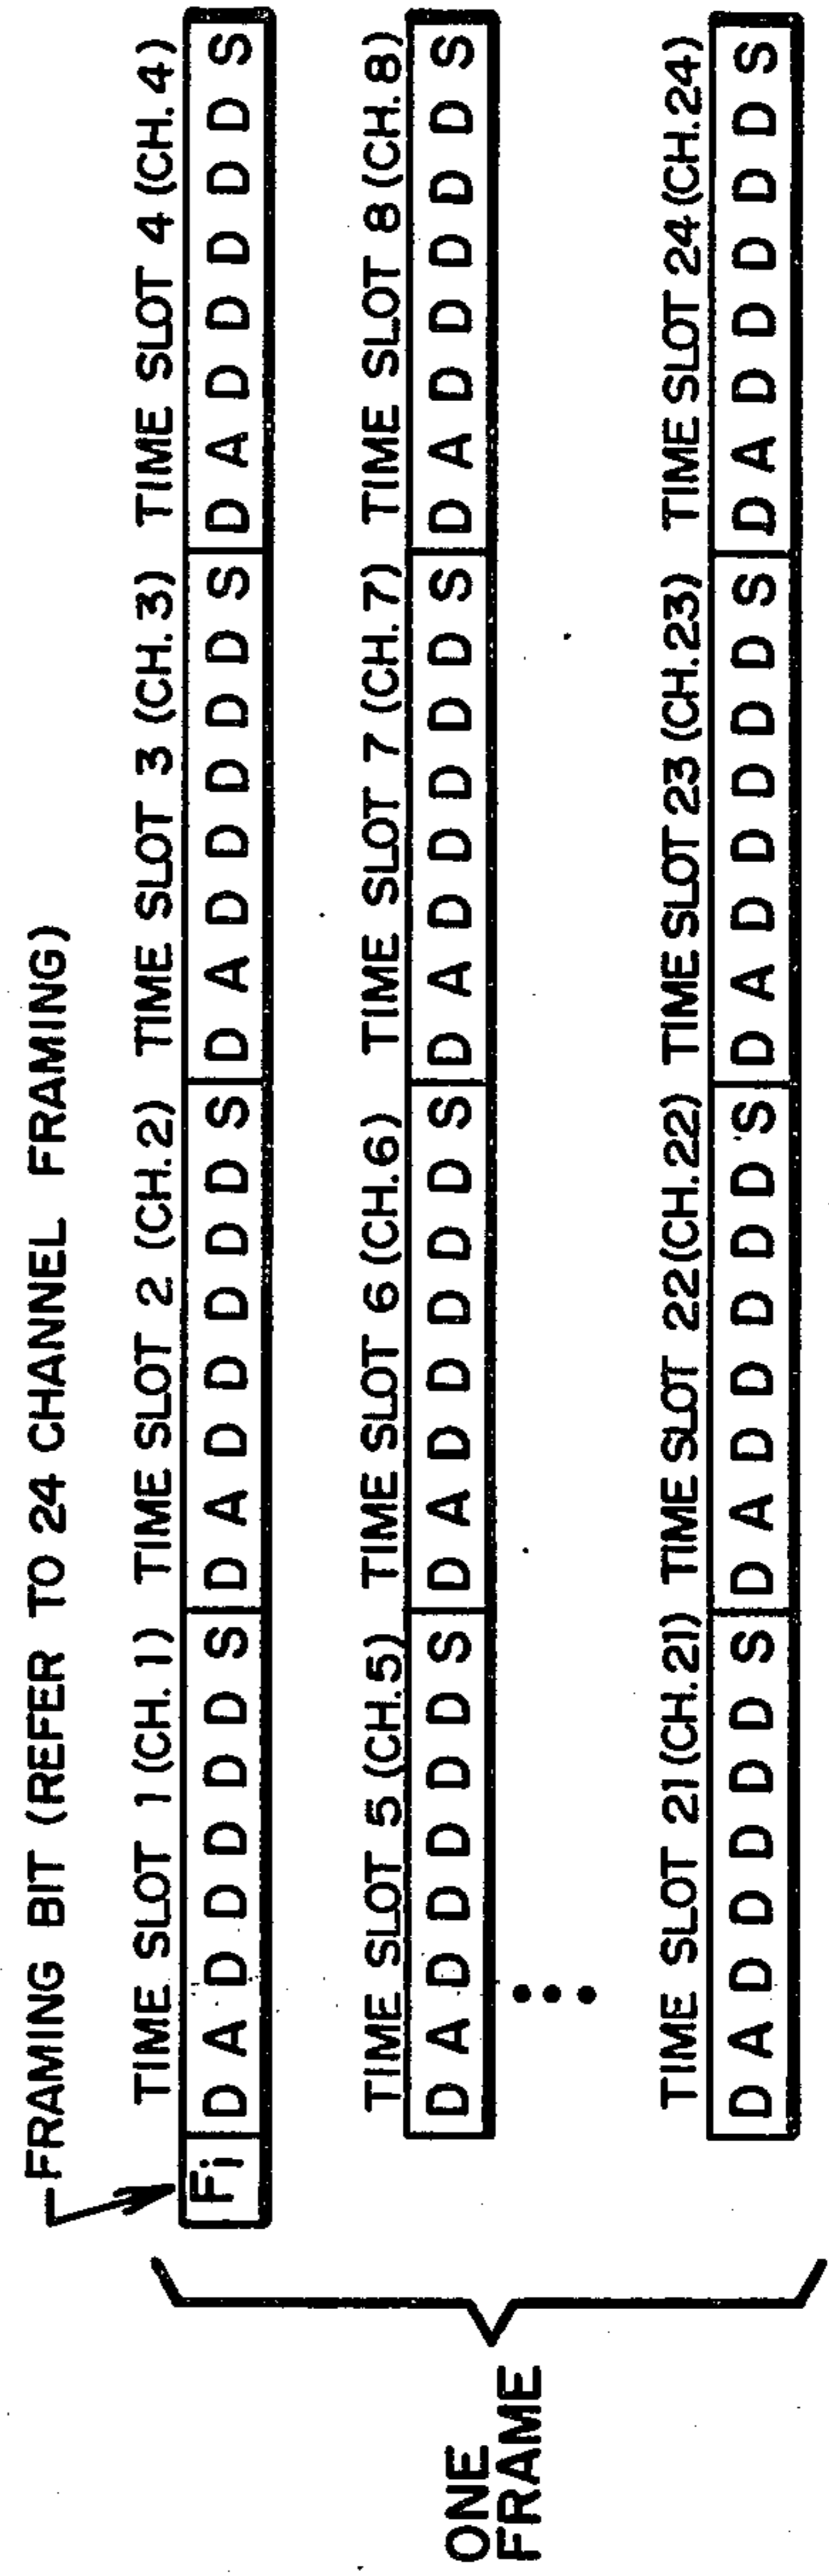 FRAMING BIT (REFER TO 24 CHANNEL FRAMING)
TIME SLOT 1 (CH. 1) TIME SLOT 2 (CH. 2) TIME SLOT 3 (CH. 3) TIME SLOT 4 (CH. 4)
Fi D A D D D D D S D A D D D D D S D A D D D D D S D A D D D D D S
TIME SLOT 5 (CH. 5) TIME SLOT 6 (CH. 6) TIME SLOT 7 (CH. 7) TIME SLOT 8 (CH. 8)
D A D D D D D S D A D D D D D S D A D D D D D S D A D D D D D S
TIME SLOT 21 (CH. 21) TIME SLOT 22 (CH. 22) TIME SLOT 23 (CH. 23) TIME SLOT 24 (CH. 24)
D A D D D D D S D A D D D D D S D A D D D D D S D A D D D D D S
ONE
FRAME